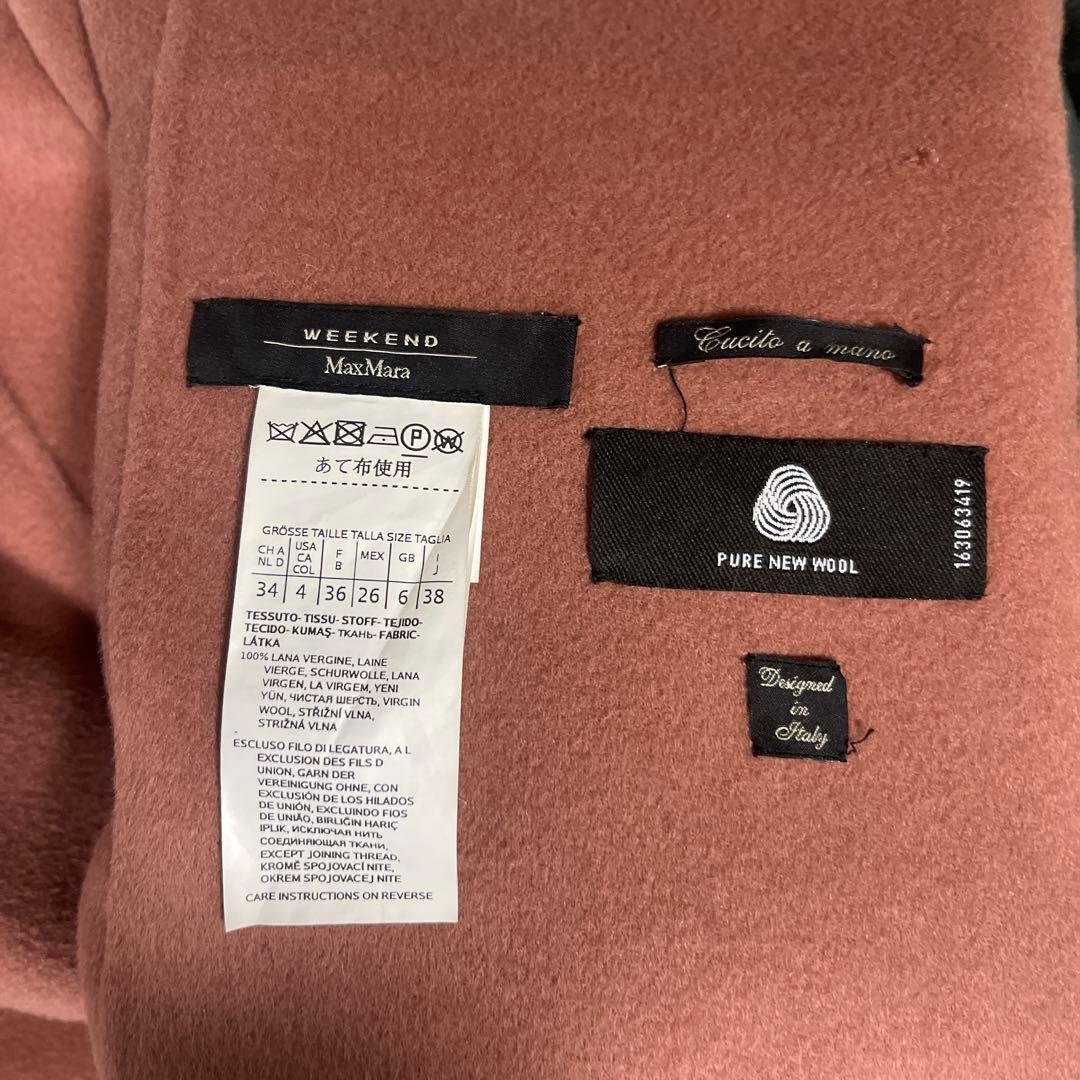 WEEKEND
MaxMara
P W
あて布使用
GRÖSSE TAILLE TALLA SIZE TAGLIA
CH A NL D
USA CA COL
F B
MEX
GB
I J
34 4 36 26 6 38
TESSUTO- TISSU- STOFF- TEJIDO-
TECIDO- KUMAŞ- ТКАНЬ- FABRIC-
LÁTKA
100% LANA VERGINE, LAINE
VIERGE, SCHURWOLLE, LANA
VIRGEN, LA VIRGEM, YENI
YÜN, ЧИСТАЯ ШЕРСТЬ, VIRGIN
WOOL, STŘIŽNÍ VLNA,
STRIŽNÁ VLNA
ESCLUSO FILO DI LEGATURA, A L
EXCLUSION DES FILS D
UNION, GARN DER
VEREINIGUNG OHNE, CON
EXCLUSIÓN DE LOS HILADOS
DE UNIÓN, EXCLUINDO FIOS
DE UNIÃO, BIRLIĞIN HARIÇ
IPLIK, ИСКЛЮЧАЯ НИТЬ
СОЕДИНЯЮЩАЯ ТКАНИ,
EXCEPT JOINING THREAD,
KROMĚ SPOJOVACÍ NITE,
OKREM SPOJOVACEJ NITE
CARE INSTRUCTIONS ON REVERSE
Cucito a mano
PURE NEW WOOL
163063419
Designed
in
Italy